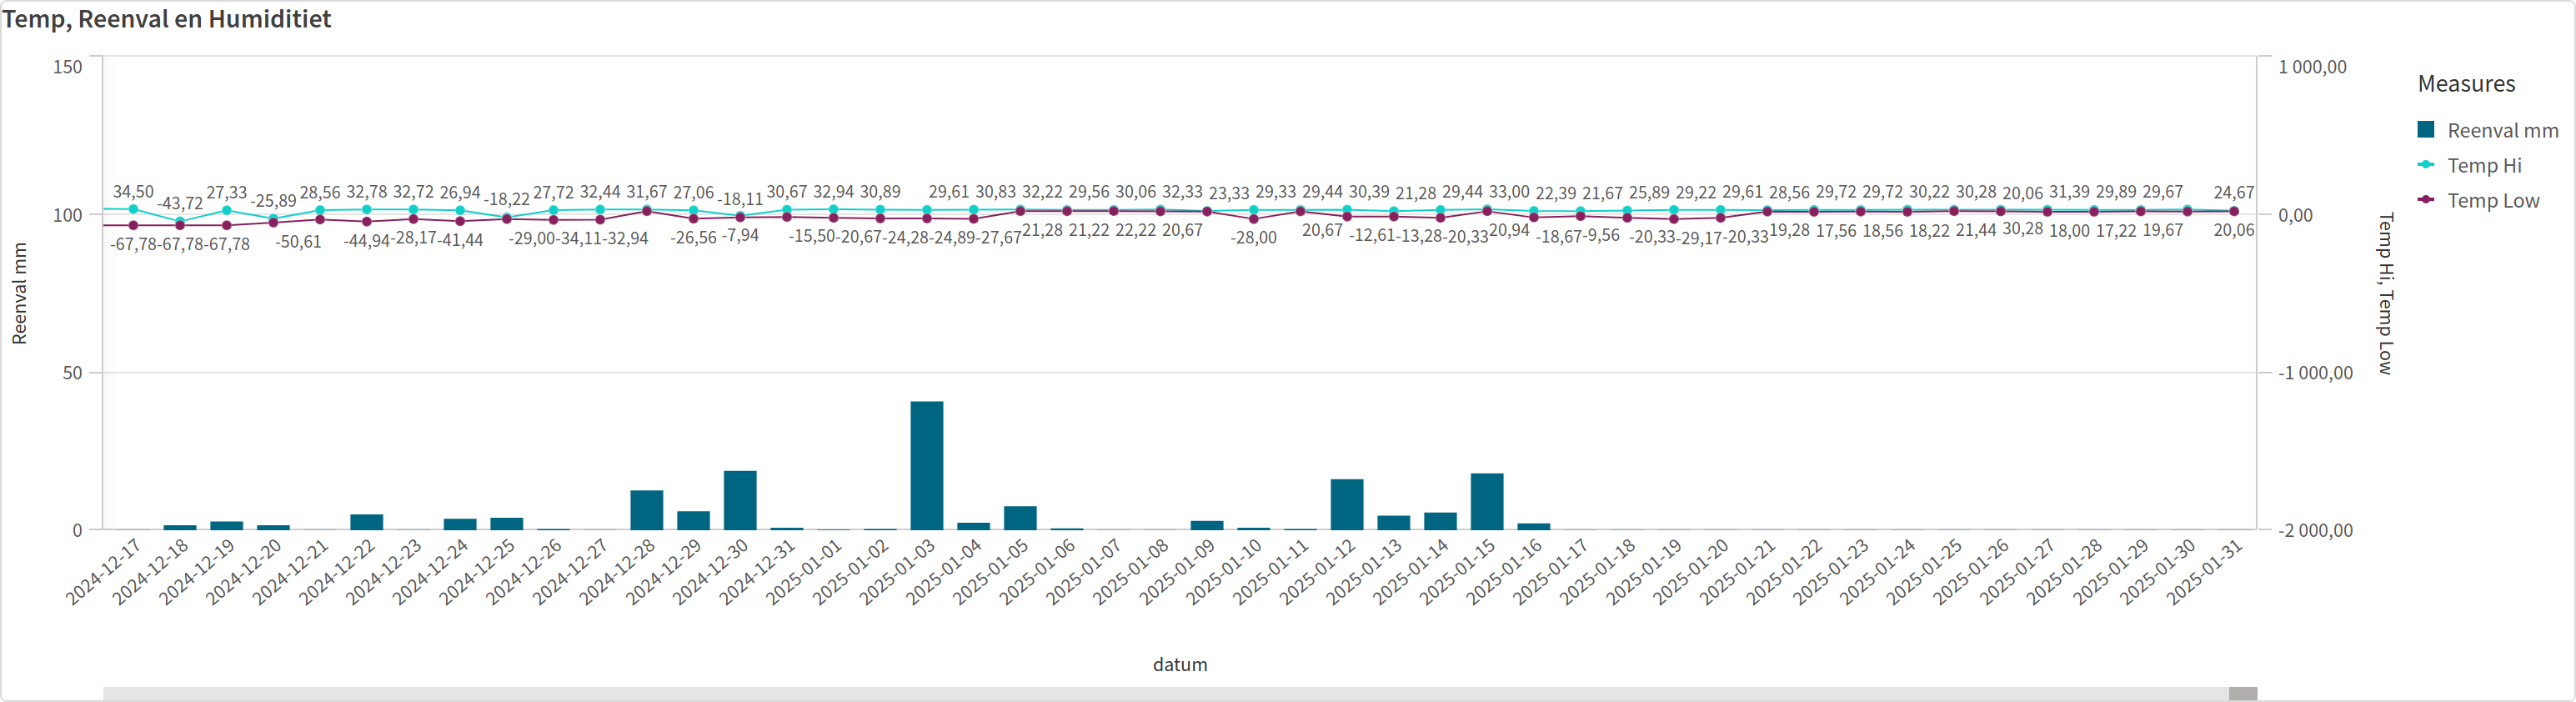 Temp, Reenval en Humiditiet
150
100
50
0
Reenval mm
34,50 -43,72 27,33 -25,89 28,56 32,78 32,72 26,94 -18,22 27,72 32,44 31,67 27,06 -18,11 30,67 32,94 30,89 29,61 30,83 32,22 29,56 30,06 32,33 23,33 29,33 29,44 30,39 21,28 29,44 33,00 22,39 21,67 25,89 29,22 29,61 28,56 29,72 29,72 30,22 30,28 20,06 31,39 29,89 29,67 24,67
-67,78 -67,78 -67,78 -50,61 -44,94 -28,17 -41,44 -29,00 -34,11 -32,94 -26,56 -7,94 -15,50 -20,67 -24,28 -24,89 -27,67 21,28 21,22 22,22 20,67 -28,00 20,67 -12,61 -13,28 -20,33 20,94 -18,67 -9,56 -20,33 -29,17 -20,33 19,28 17,56 18,56 18,22 21,44 30,28 18,00 17,22 19,67 20,06
1 000,00
0,00
-1 000,00
-2 000,00
Temp Hi, Temp Low
2024-12-17 2024-12-18 2024-12-19 2024-12-20 2024-12-21 2024-12-22 2024-12-23 2024-12-24 2024-12-25 2024-12-26 2024-12-27 2024-12-28 2024-12-29 2024-12-30 2024-12-31 2025-01-01 2025-01-02 2025-01-03 2025-01-04 2025-01-05 2025-01-06 2025-01-07 2025-01-08 2025-01-09 2025-01-10 2025-01-11 2025-01-12 2025-01-13 2025-01-14 2025-01-15 2025-01-16 2025-01-17 2025-01-18 2025-01-19 2025-01-20 2025-01-21 2025-01-22 2025-01-23 2025-01-24 2025-01-25 2025-01-26 2025-01-27 2025-01-28 2025-01-29 2025-01-30 2025-01-31
datum
Measures
Reenval mm
Temp Hi
Temp Low